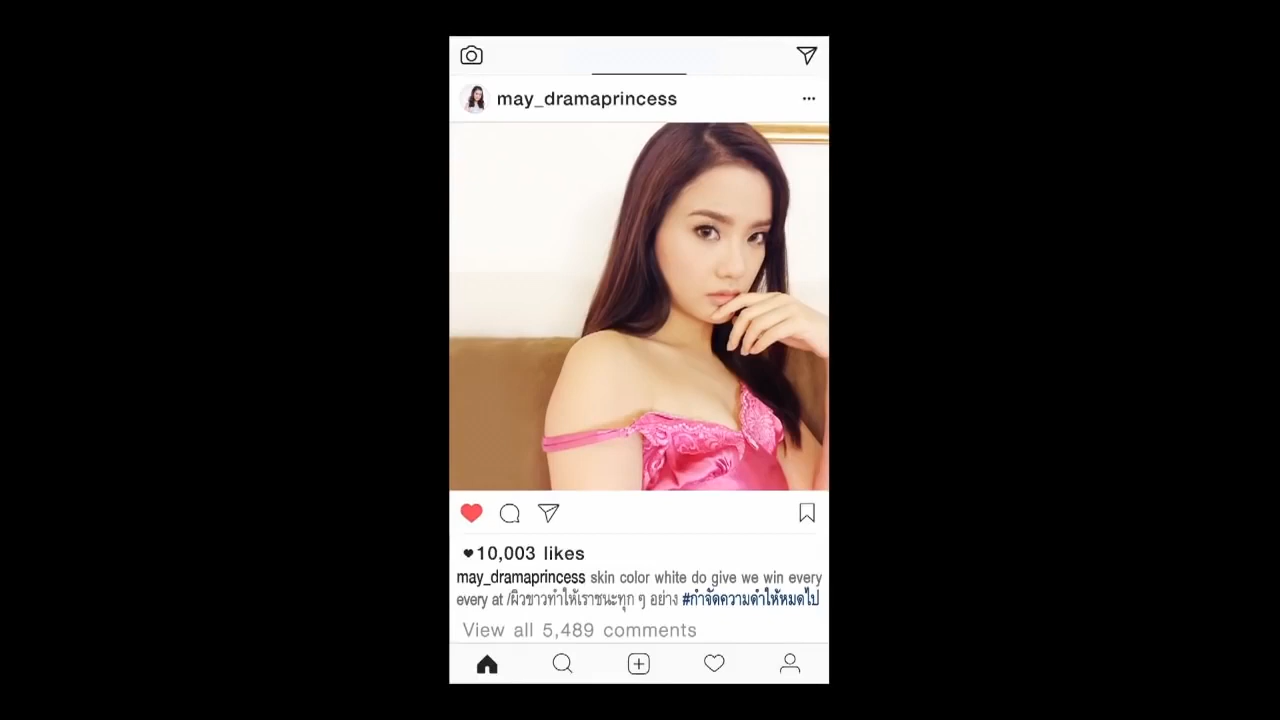 may_dramaprincess
10,003 likes
may_dramaprincess skin color white do give we win every
every at /ผิวขาวทำให้เราชนะทุก ๆ อย่าง #กำจัดความดำให้หมดไป
View all 5,489 comments